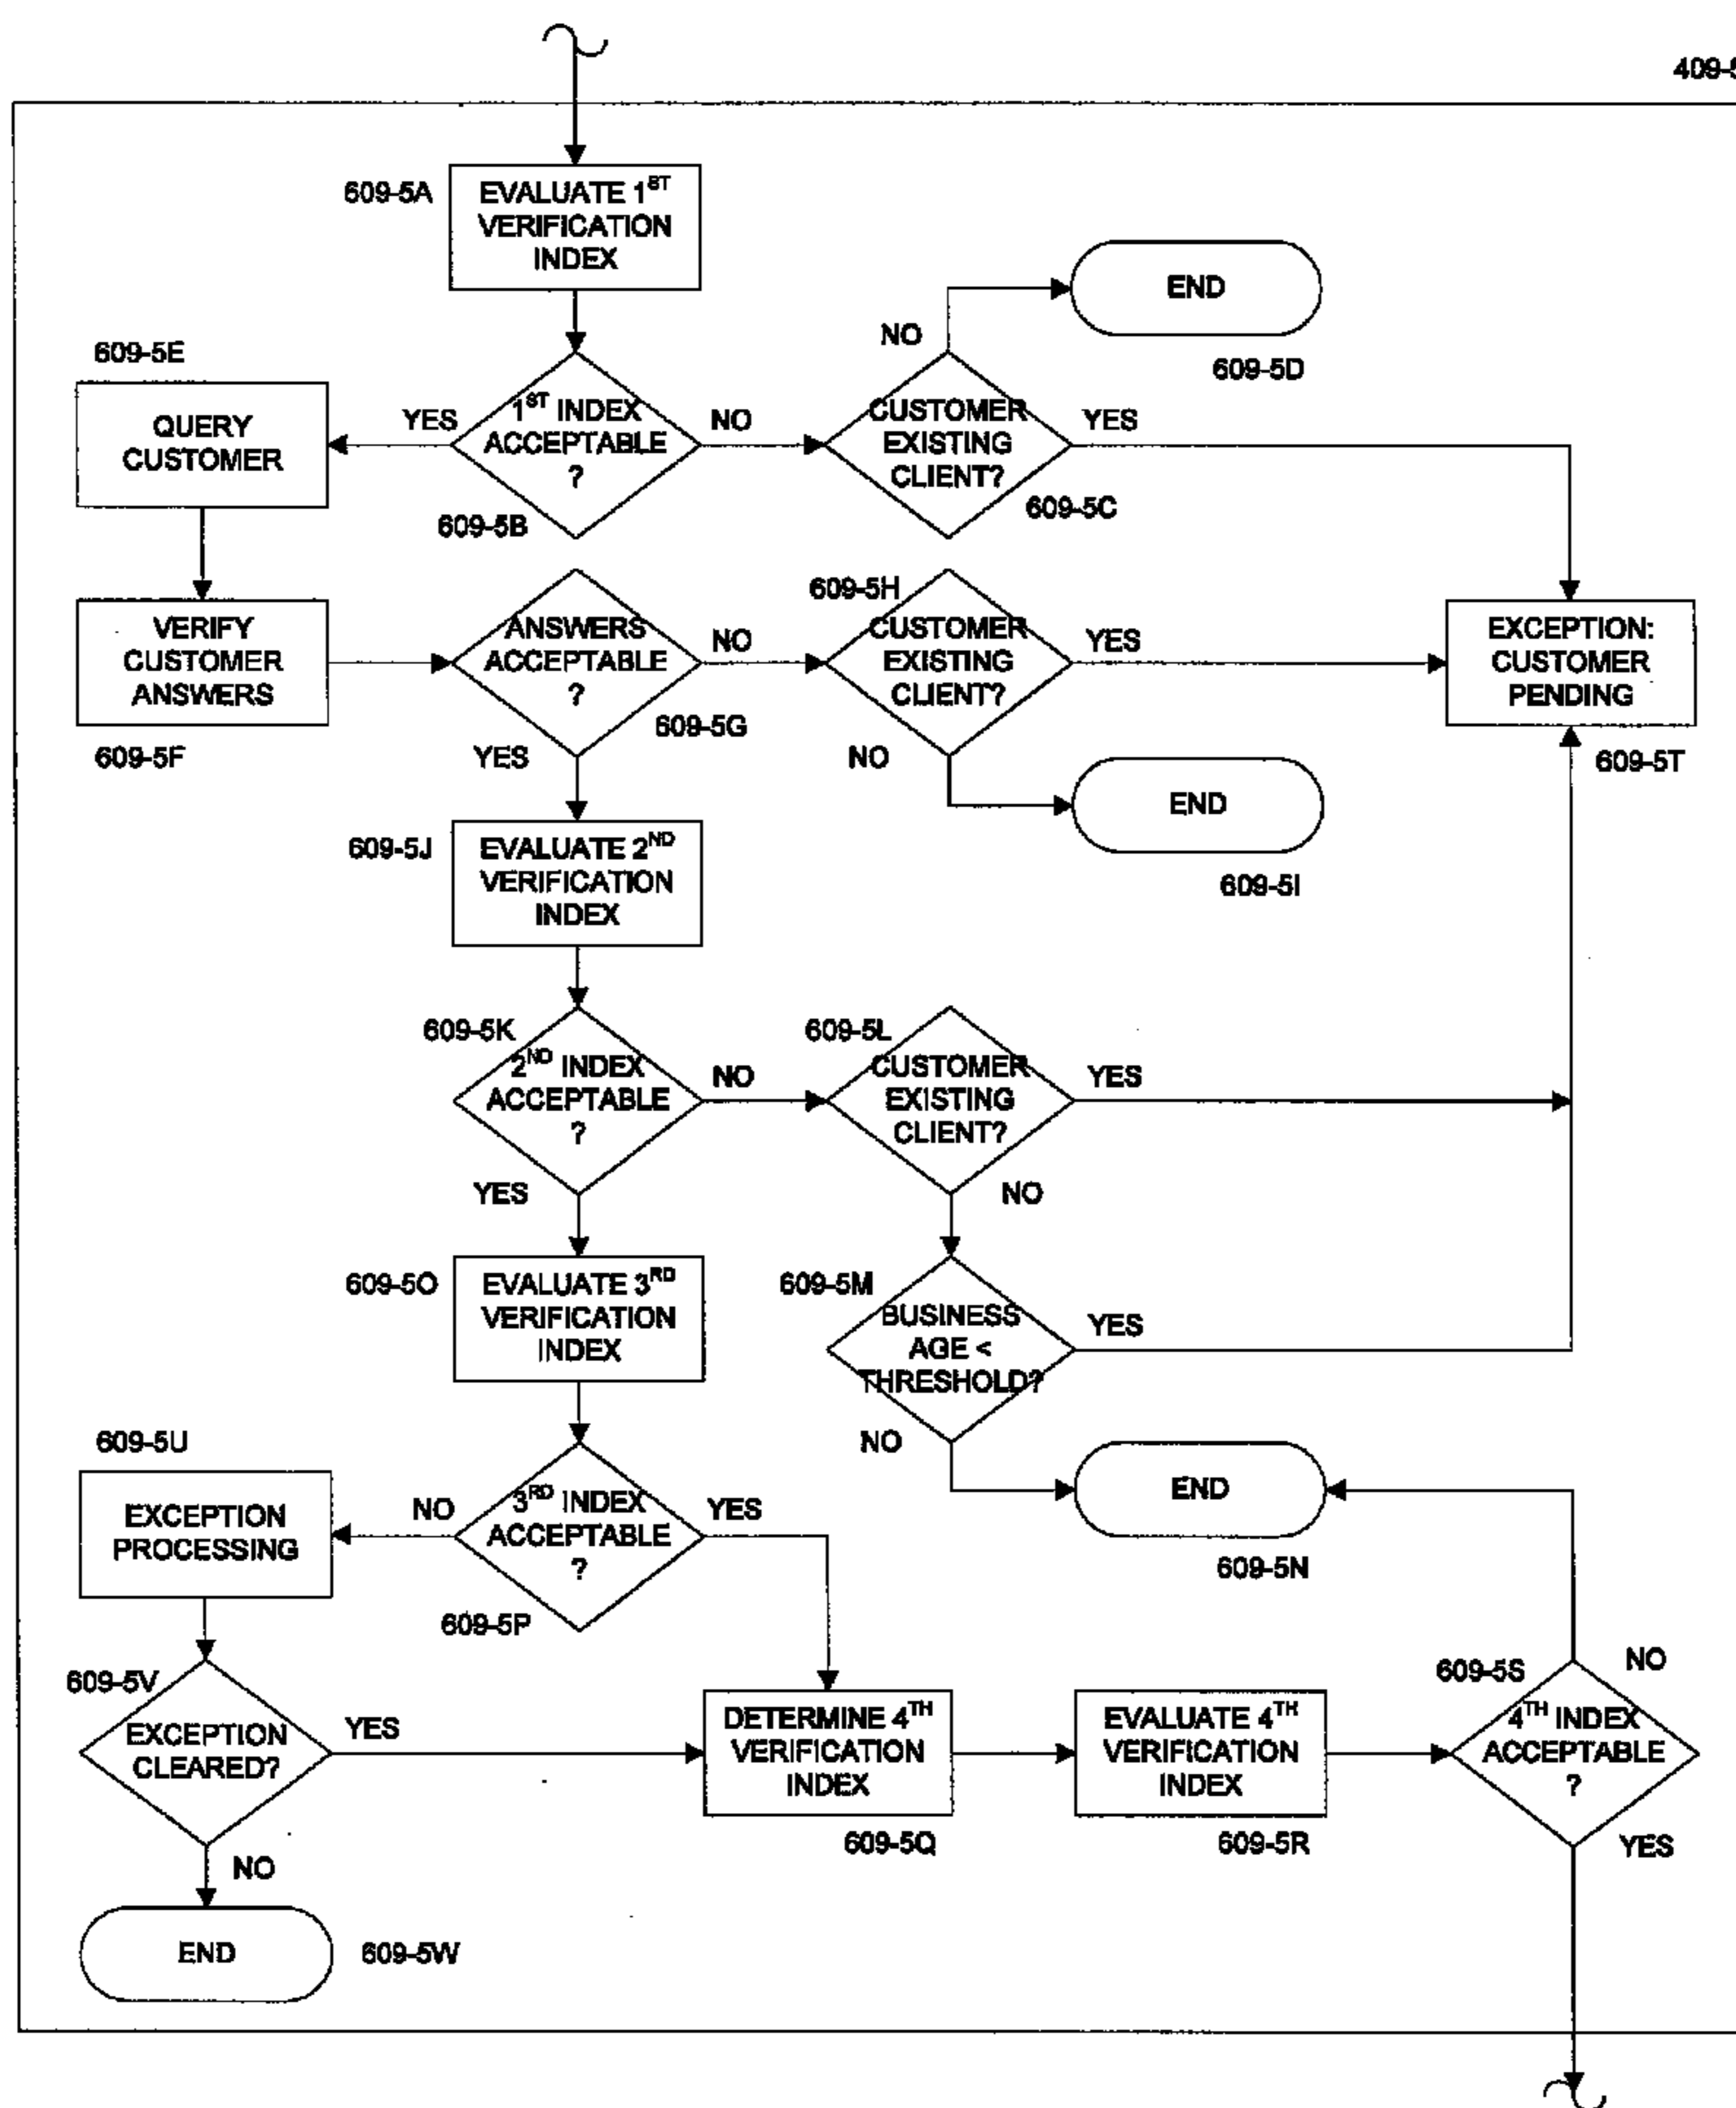 409-5
609-5A
EVALUATE 1ST
VERIFICATION
INDEX
END
609-5D
NO
609-5E
QUERY
CUSTOMER
YES
1ST INDEX
ACCEPTABLE
?
609-5B
NO
CUSTOMER
EXISTING
CLIENT?
609-5C
YES
VERIFY
CUSTOMER
ANSWERS
609-5F
ANSWERS
ACCEPTABLE
?
609-5G
NO
YES
609-5H
CUSTOMER
EXISTING
CLIENT?
YES
NO
EXCEPTION:
CUSTOMER
PENDING
609-5T
END
609-5I
609-5J
EVALUATE 2ND
VERIFICATION
INDEX
609-5K
2ND INDEX
ACCEPTABLE
?
NO
YES
609-5L
CUSTOMER
EXISTING
CLIENT?
YES
NO
609-5O
EVALUATE 3RD
VERIFICATION
INDEX
609-5M
BUSINESS
AGE <
THRESHOLD?
YES
NO
END
609-5N
609-5U
EXCEPTION
PROCESSING
NO
3RD INDEX
ACCEPTABLE
?
609-5P
YES
609-5V
EXCEPTION
CLEARED?
YES
NO
DETERMINE 4TH
VERIFICATION
INDEX
609-5Q
EVALUATE 4TH
VERIFICATION
INDEX
609-5R
609-5S
4TH INDEX
ACCEPTABLE
?
NO
YES
END
609-5W